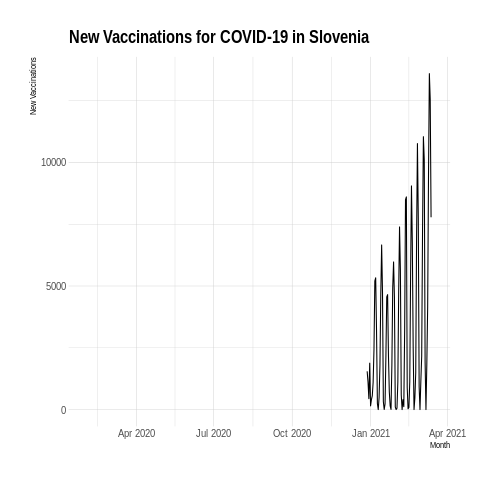 New Vaccinations for COVID-19 in Slovenia
New Vaccinations
10000
5000
0
Apr 2020 Jul 2020 Oct 2020 Jan 2021 Apr 2021
Month